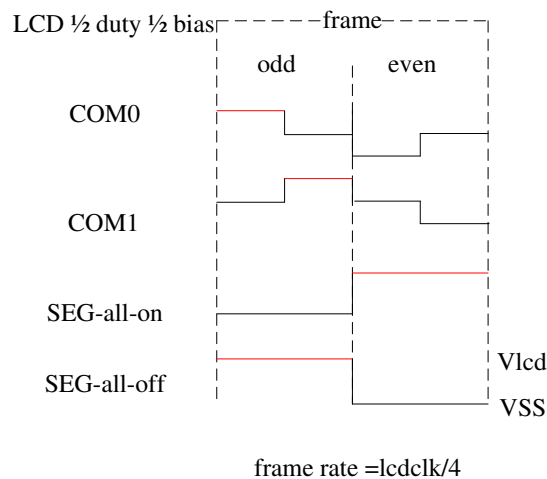 LCD ½ duty ½ bias
frame
odd
even
COM0
COM1
SEG-all-on
SEG-all-off
Vlcd
VSS
frame rate =lcdclk/4